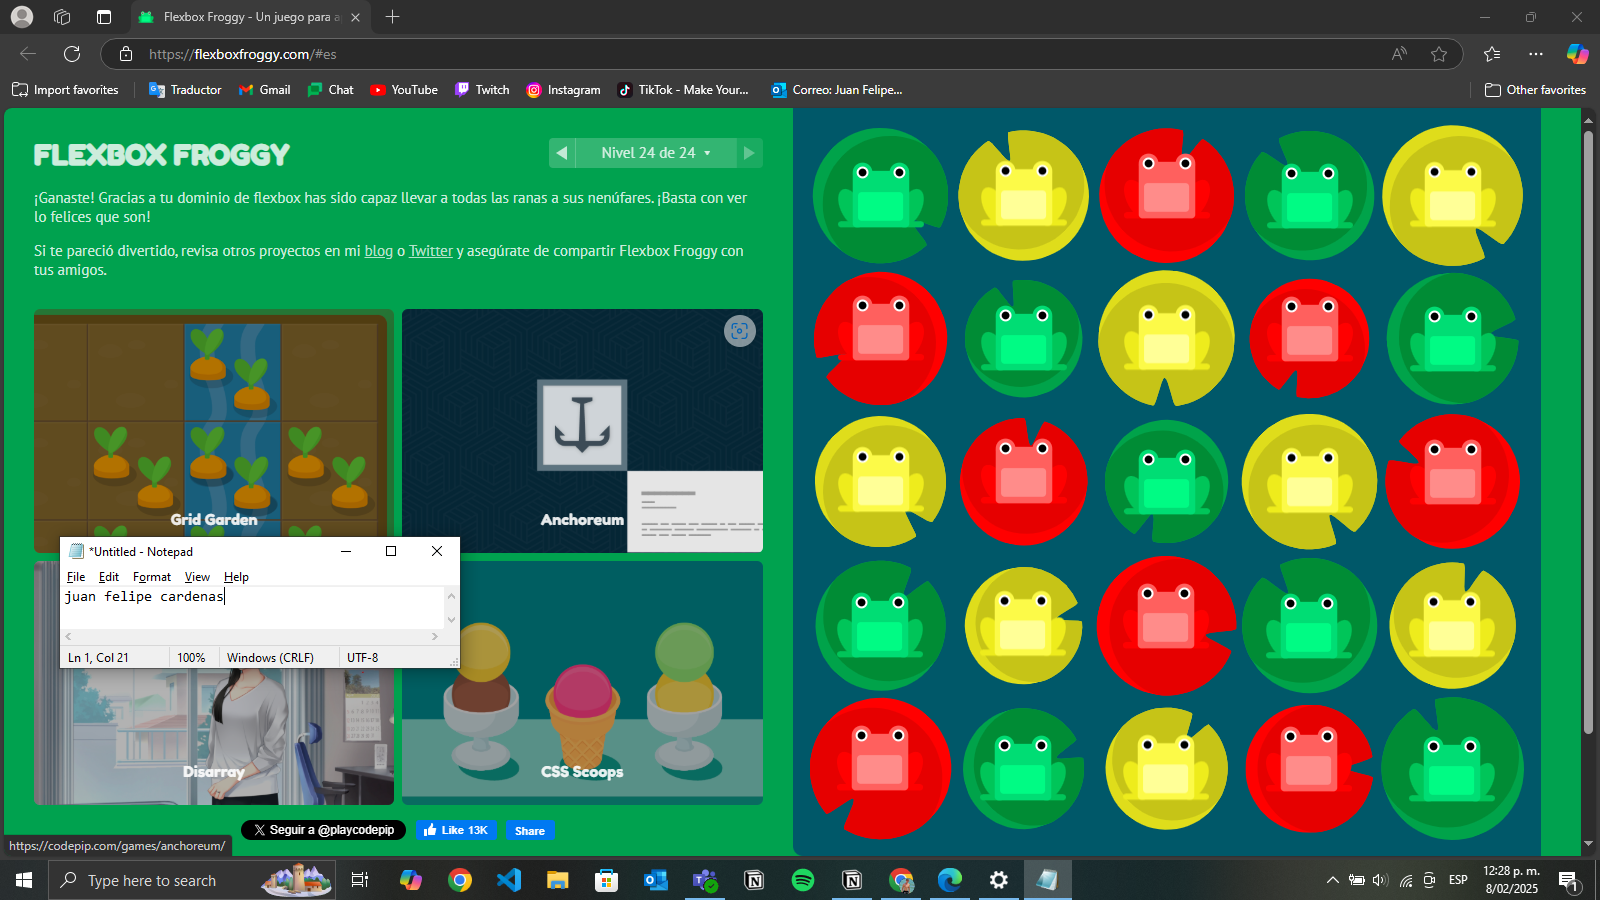 Flexbox Froggy - Un juego para a
https://flexboxfroggy.com/#es
Import favorites
Traductor
Gmail
Chat
YouTube
Twitch
Instagram
TikTok - Make Your...
Correo: Juan Felipe...
Other favorites
FLEXBOX FROGGY
Nivel 24 de 24
¡Ganaste! Gracias a tu dominio de flexbox has sido capaz llevar a todas las ranas a sus nenúfares. ¡Basta con ver
lo felices que son!
Si te pareció divertido, revisa otros proyectos en mi blog o Twitter y asegúrate de compartir Flexbox Froggy con
tus amigos.
Grid Garden
Anchoreum
*Untitled - Notepad
File Edit Format View Help
juan felipe cardenas
Ln 1, Col 21
100%
Windows (CRLF)
UTF-8
Disarray
CSS Scoops
Seguir a @playcodepip
Like 13K
Share
https://codepip.com/games/anchoreum/
Type here to search
ESP
12:28 p. m.
8/02/2025
1